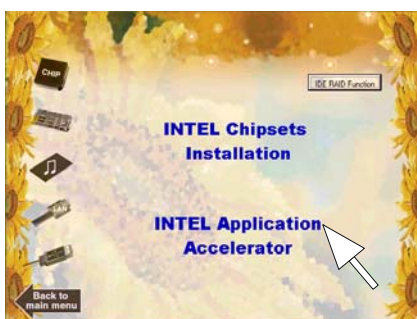 CHIP
IDE RAID Function
INTEL Chipsets
Installation
LAN
INTEL Application
Accelerator
Back to
main menu